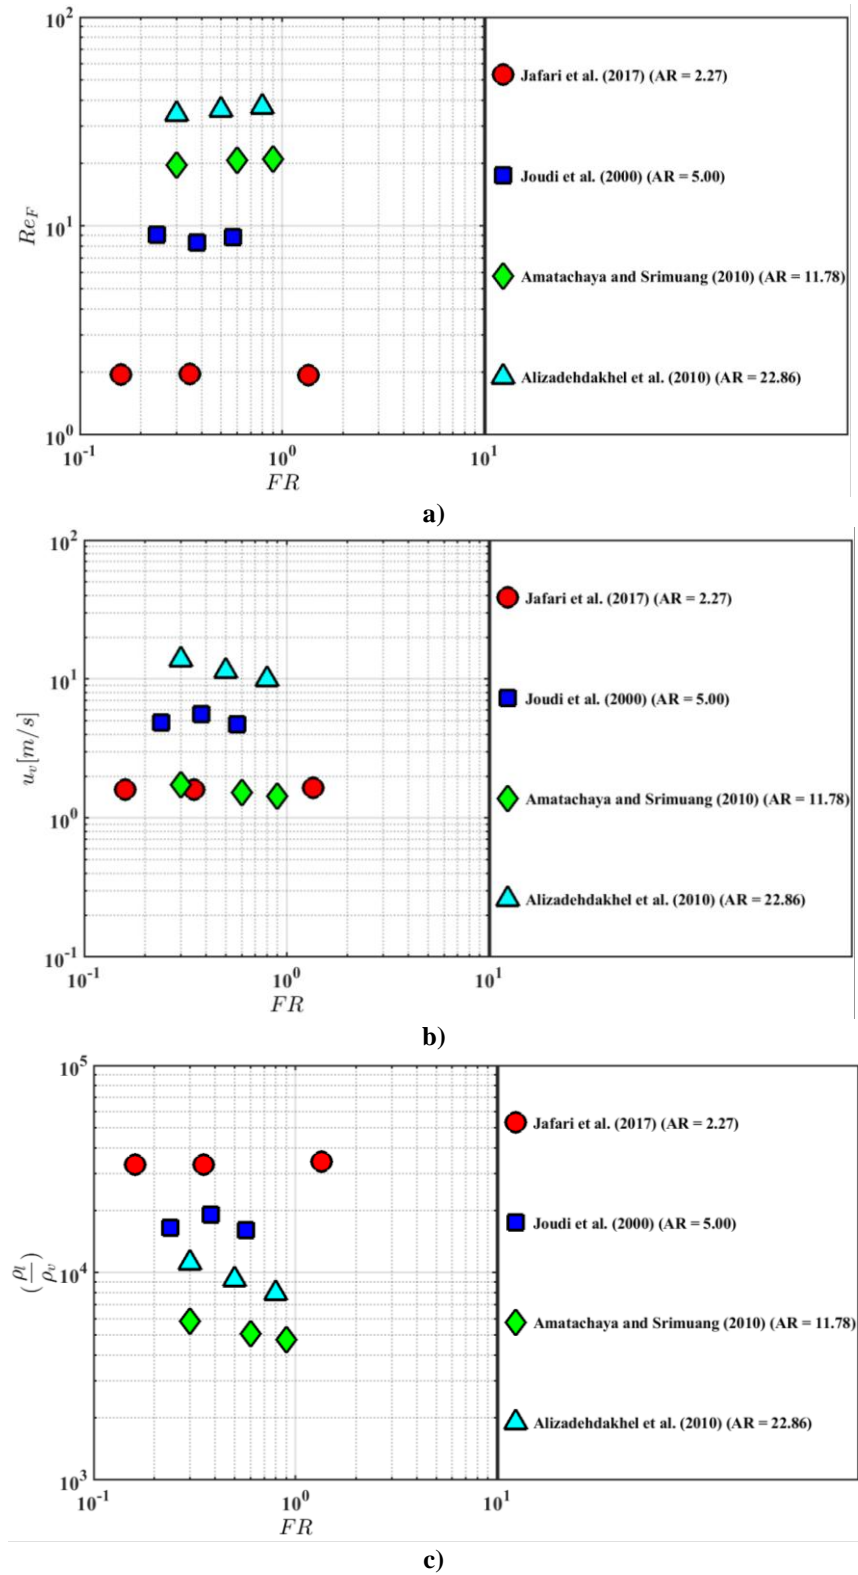 10^2
Jafari et al. (2017) (AR = 2.27)
Joudi et al. (2000) (AR = 5.00)
Re_F
10^1
Amatachaya and Srimuang (2010) (AR = 11.78)
Alizadehdakhel et al. (2010) (AR = 22.86)
10^0
10^-1 10^0 10^1
FR
a)
10^2
Jafari et al. (2017) (AR = 2.27)
10^1
Joudi et al. (2000) (AR = 5.00)
u_v[m/s]
Amatachaya and Srimuang (2010) (AR = 11.78)
10^0
Alizadehdakhel et al. (2010) (AR = 22.86)
10^-1
10^-1 10^0 10^1
FR
b)
10^5
Jafari et al. (2017) (AR = 2.27)
Joudi et al. (2000) (AR = 5.00)
(ρ_l/ρ_v)
10^4
Amatachaya and Srimuang (2010) (AR = 11.78)
Alizadehdakhel et al. (2010) (AR = 22.86)
10^3
10^-1 10^0 10^1
FR
c)